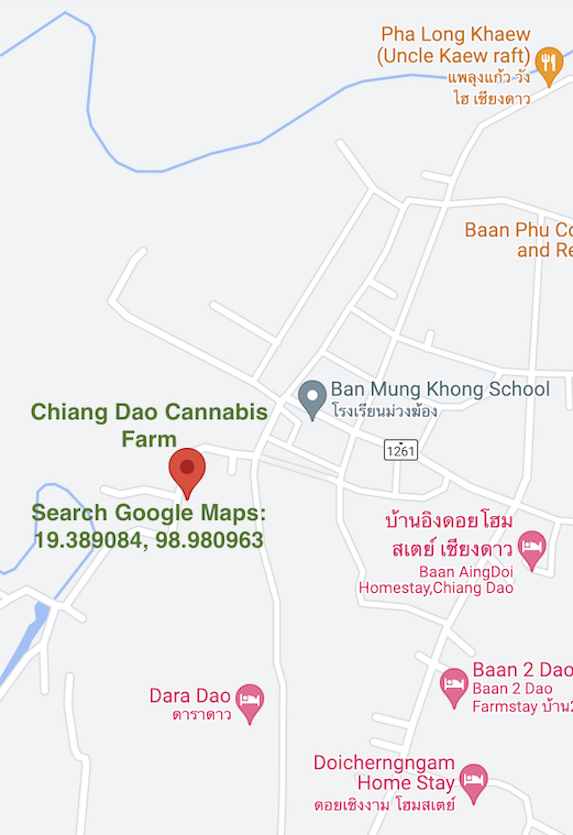 Pha Long Khaew
(Uncle Kaew raft)
แพลุงแก้ว วัง
ไฮ เชียงดาว
Baan Phu Co
and Re
Ban Mung Khong School
โรงเรียนม่วงฆ้อง
Chiang Dao Cannabis
Farm
1261
Search Google Maps:
19.389084, 98.980963
บ้านอิงดอยโฮม
สเตย์ เชียงดาว
Baan AingDoi
Homestay,Chiang Dao
Baan 2 Dao
Baan 2 Dao
Farmstay บ้าน2
Dara Dao
ดาราดาว
Doicherngngam
Home Stay
ดอยเชิงงาม โฮมสเตย์